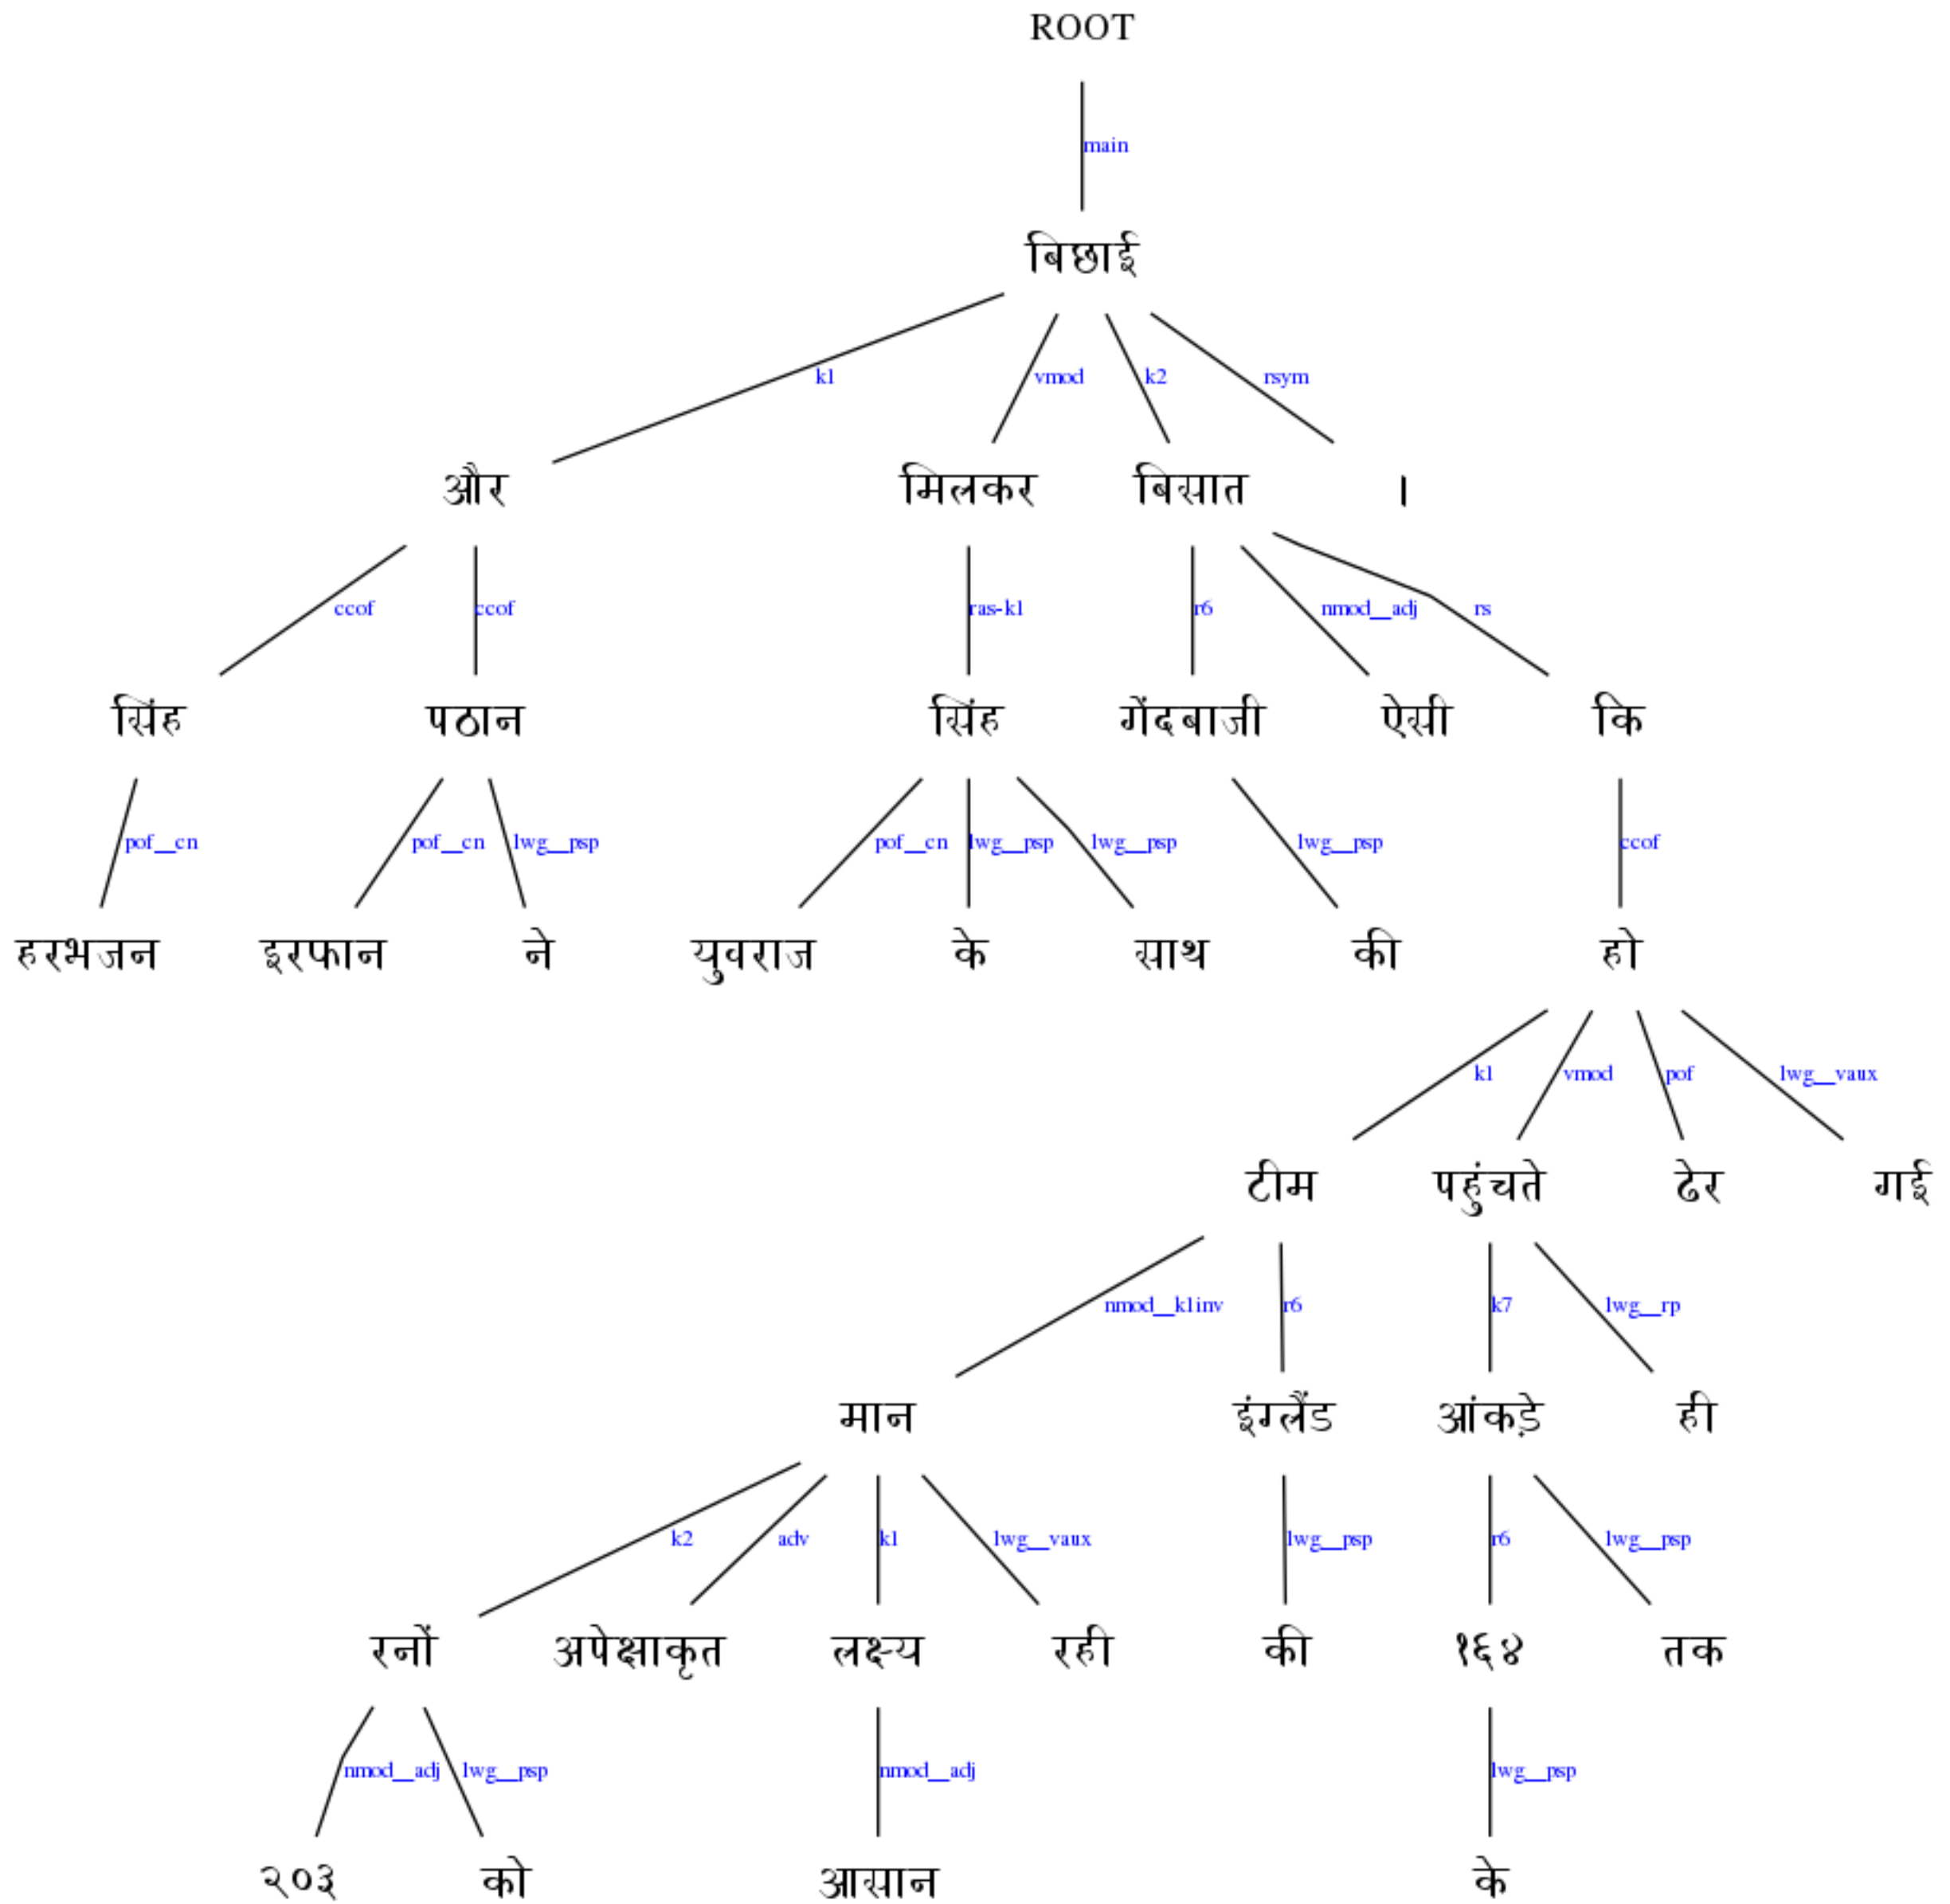 ROOT
main
बिछाई
k1 vmod k2 rsym
और मिलकर बिसात ।
ccof ccof ras-k1 r6 nmod__adj rs
सिंह पठान सिंह गेंदबाजी ऐसी कि
pof__cn pof__cn lwg__psp pof__cn lwg__psp lwg__psp lwg__psp ccof
हरभजन इरफान ने युवराज के साथ की हो
k1 vmod pof lwg__vaux
टीम पहुंचते ढेर गई
nmod__k1inv r6 k7 lwg__rp
मान इंग्लैंड आंकड़े ही
k2 adv k1 lwg__vaux lwg__psp r6 lwg__psp
रनों अपेक्षाकृत लक्ष्य रही की १६४ तक
nmod__adj lwg__psp nmod__adj lwg__psp
२०३ को आसान के